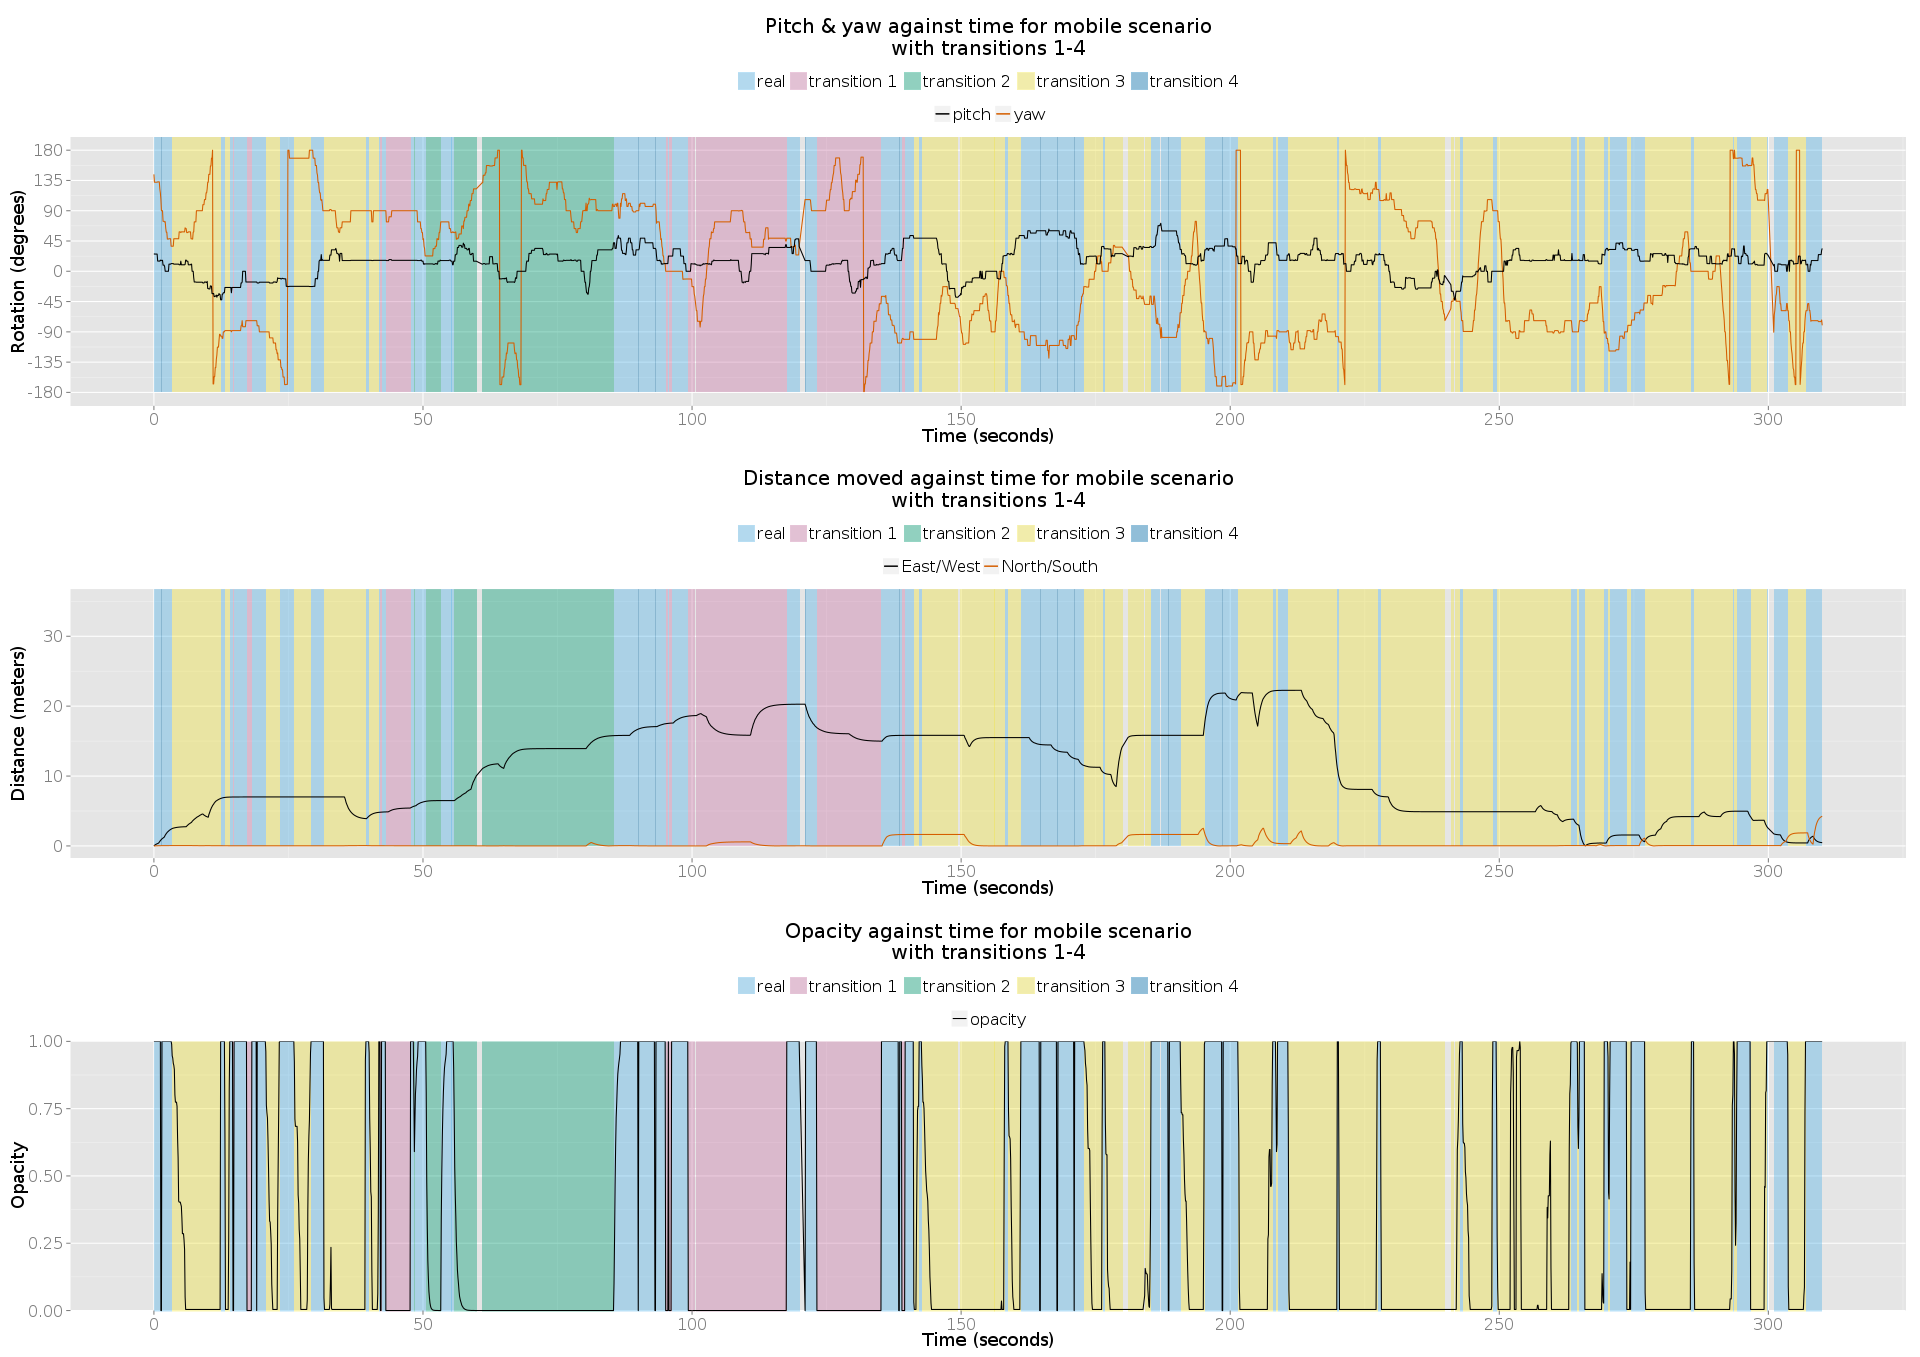 Pitch & yaw against time for mobile scenario
with transitions 1-4
real transition 1 transition 2 transition 3 transition 4
pitch yaw
Rotation (degrees)
180
135
90
45
0
-45
-90
-135
-180
0 50 100 150 200 250 300
Time (seconds)
Distance moved against time for mobile scenario
with transitions 1-4
real transition 1 transition 2 transition 3 transition 4
East/West North/South
Distance (meters)
30
20
10
0
0 50 100 150 200 250 300
Time (seconds)
Opacity against time for mobile scenario
with transitions 1-4
real transition 1 transition 2 transition 3 transition 4
opacity
Opacity
1.00
0.75
0.50
0.25
0.00
0 50 100 150 200 250 300
Time (seconds)